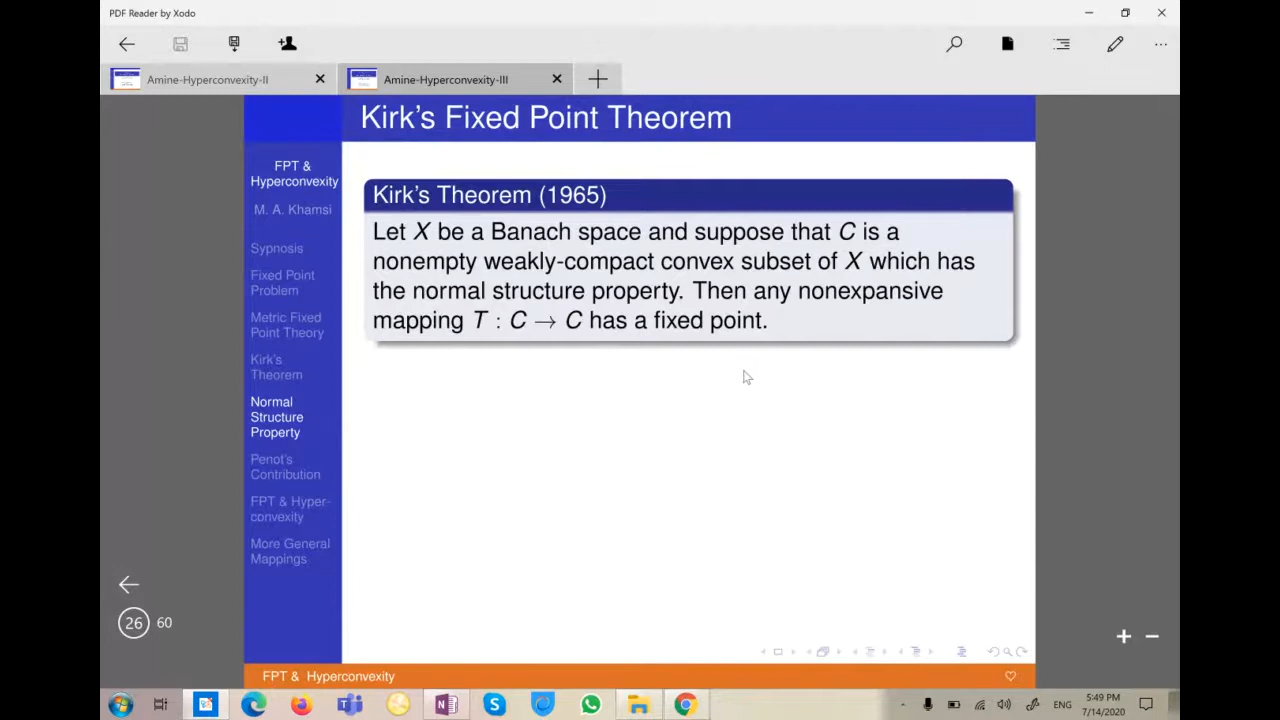 PDF Reader by Xodo
Amine-Hyperconvexity-II
Amine-Hyperconvexity-III
Kirk's Fixed Point Theorem
FPT &
Hyperconvexity
M. A. Khamsi
Sypnosis
Fixed Point
Problem
Metric Fixed
Point Theory
Kirk's
Theorem
Normal
Structure
Property
Penot's
Contribution
FPT & Hyper-
convexity
More General
Mappings
Kirk's Theorem (1965)
Let X be a Banach space and suppose that C is a
nonempty weakly-compact convex subset of X which has
the normal structure property. Then any nonexpansive
mapping T : C → C has a fixed point.
26 60
FPT & Hyperconvexity
ENG
5:49 PM
7/14/2020